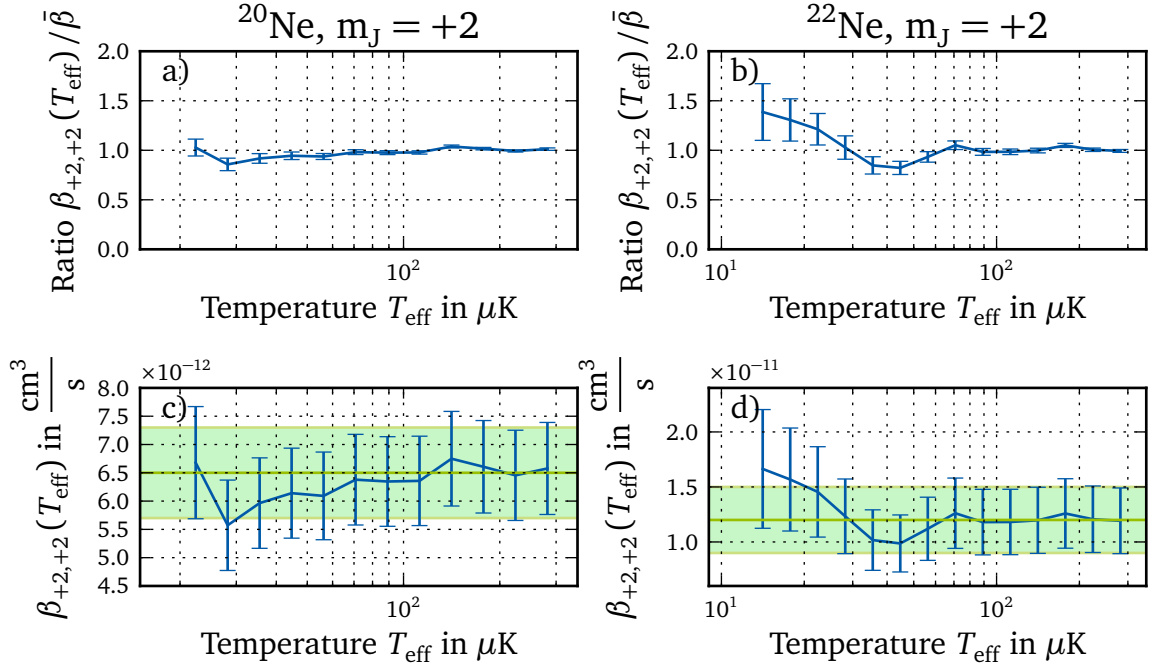 ²⁰Ne, m_J = +2
a)
Ratio β₊₂,₊₂ (T_eff) / β̄
2.0
1.5
1.0
0.5
0.0
10²
Temperature T_eff in μK
²²Ne, m_J = +2
b)
Ratio β₊₂,₊₂ (T_eff) / β̄
2.0
1.5
1.0
0.5
0.0
10¹ 10²
Temperature T_eff in μK
×10⁻¹²
c)
β₊₂,₊₂ (T_eff) in cm³/s
8.0
7.5
7.0
6.5
6.0
5.5
5.0
4.5
10²
Temperature T_eff in μK
×10⁻¹¹
d)
β₊₂,₊₂ (T_eff) in cm³/s
2.0
1.5
1.0
10¹ 10²
Temperature T_eff in μK